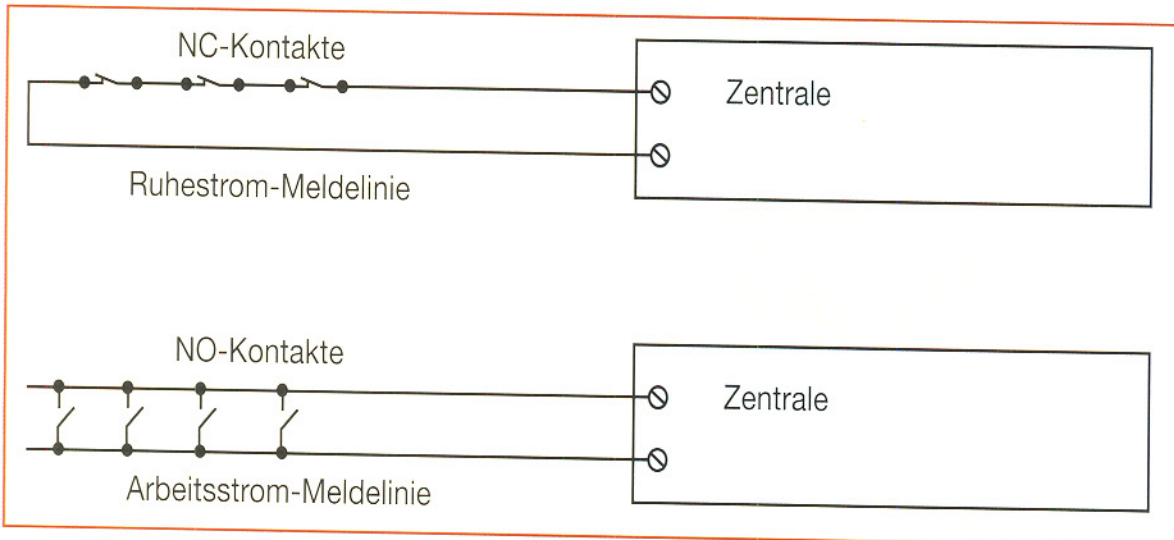 NC-Kontakte
Zentrale
Ruhestrom-Meldelinie
NO-Kontakte
Zentrale
Arbeitsstrom-Meldelinie